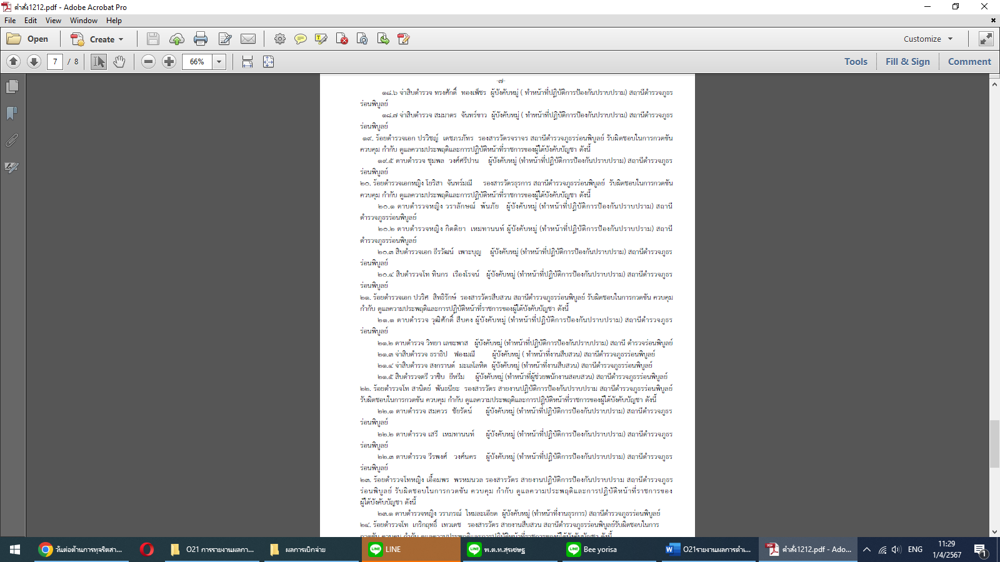 คำสั่ง1212.pdf - Adobe Acrobat Pro
File Edit View Window Help
Open Create Customize
7 / 8 66% Tools Fill & Sign Comment
-๗-
๑๘.๖ จ่าสิบตำรวจ ทรงศักดิ์ ทองเพ็ชร ผู้บังคับหมู่ ( ทำหน้าที่ปฏิบัติการป้องกันปราบปราม) สถานีตำรวจภูธร
ร่อนพิบูลย์
๑๘.๗ จ่าสิบตำรวจ สมมาตร จันทร์ขาว ผู้บังคับหมู่ ( ทำหน้าที่ปฏิบัติการป้องกันปราบปราม) สถานีตำรวจภูธร
ร่อนพิบูลย์
๑๙. ร้อยตำรวจเอก ปรวิชญ์ เดชภรภัทร รองสารวัตรจราจร สถานีตำรวจภูธรร่อนพิบูลย์ รับผิดชอบในการกวดขัน
ควบคุม กำกับ ดูแลความประพฤติและการปฏิบัติหน้าที่ราชการของผู้ใต้บังคับบัญชา ดังนี้
๑๙.๕ ดาบตำรวจ ชุมพล วงศ์ศรีปาน ผู้บังคับหมู่ (ทำหน้าที่ปฏิบัติการป้องกันปราบปราม) สถานีตำรวจภูธร
ร่อนพิบูลย์
๒๐. ร้อยตำรวจเอกหญิง โยริสา จันทร์มณี รองสารวัตรธุรการ สถานีตำรวจภูธรร่อนพิบูลย์ รับผิดชอบในการกวดขัน
ควบคุม กำกับ ดูแลความประพฤติและการปฏิบัติหน้าที่ราชการของผู้ใต้บังคับบัญชา ดังนี้
๒๐.๑ ดาบตำรวจหญิง วราลักษณ์ พันภัย ผู้บังคับหมู่ (ทำหน้าที่ปฏิบัติการป้องกันปราบปราม) สถานี
ตำรวจภูธรร่อนพิบูลย์
๒๐.๒ ดาบตำรวจหญิง กิตติยา เหมทานนท์ ผู้บังคับหมู่ (ทำหน้าที่ปฏิบัติการป้องกันปราบปราม) สถานี
ตำรวจภูธรร่อนพิบูลย์
๒๐.๓ สิบตำรวจเอก ธีรวัฒน์ เพาะบุญ ผู้บังคับหมู่ (ทำหน้าที่ปฏิบัติการป้องกันปราบปราม) สถานีตำรวจภูธร
ร่อนพิบูลย์
๒๐.๔ สิบตำรวจโท ทินกร เรืองโรจน์ ผู้บังคับหมู่ (ทำหน้าที่ปฏิบัติการป้องกันปราบปราม) สถานีตำรวจภูธร
ร่อนพิบูลย์
๒๑. ร้อยตำรวจเอก ปวริศ สิทธิรักษ์ รองสารวัตรสืบสวน สถานีตำรวจภูธรร่อนพิบูลย์ รับผิดชอบในการกวดขัน ควบคุม
กำกับ ดูแลความประพฤติและการปฏิบัติหน้าที่ราชการของผู้ใต้บังคับบัญชา ดังนี้
๒๑.๑ ดาบตำรวจ วุฒิศักดิ์ สืบคง ผู้บังคับหมู่ (ทำหน้าที่ปฏิบัติการป้องกันปราบปราม) สถานีตำรวจภูธร
ร่อนพิบูลย์
๒๑.๒ ดาบตำรวจ วิทยา เลขะพาส ผู้บังคับหมู่ (ทำหน้าที่ปฏิบัติการป้องกันปราบปราม) สถานี ตำรวจร่อนพิบูลย์
๒๑.๓ จ่าสิบตำรวจ ธราธิป ฟองมณี ผู้บังคับหมู่ ( ทำหน้าที่งานสืบสวน) สถานีตำรวจภูธรร่อนพิบูลย์
๒๑.๔ จ่าสิบตำรวจ สงกรานต์ มะเลโลหิต ผู้บังคับหมู่ (ทำหน้าที่งานสืบสวน) สถานีตำรวจภูธรร่อนพิบูลย์
๒๑.๕ สิบตำรวจตรี วาซิบ ยีหรีม ผู้บังคับหมู่ (ทำหน้าที่ผู้ช่วยพนักงานสอบสวน) สถานีตำรวจภูธรร่อนพิบูลย์
๒๒. ร้อยตำรวจโท สานิตย์ พันธนียะ รองสารวัตร สายงานปฏิบัติการป้องกันปราบปราม สถานีตำรวจภูธรร่อนพิบูลย์
รับผิดชอบในการกวดขัน ควบคุม กำกับ ดูแลความประพฤติและการปฏิบัติหน้าที่ราชการของผู้ใต้บังคับบัญชา ดังนี้
๒๒.๑ ดาบตำรวจ สมควร ชัยรัตน์ ผู้บังคับหมู่ (ทำหน้าที่ปฏิบัติการป้องกันปราบปราม) สถานีตำรวจภูธร
ร่อนพิบูลย์
๒๒.๒ ดาบตำรวจ เสรี เหมทานนท์ ผู้บังคับหมู่ (ทำหน้าที่ปฏิบัติการป้องกันปราบปราม) สถานีตำรวจภูธร
ร่อนพิบูลย์
๒๒.๓ ดาบตำรวจ วีรพงศ์ วงศ์นคร ผู้บังคับหมู่ (ทำหน้าที่ปฏิบัติการป้องกันปราบปราม) สถานีตำรวจภูธร
ร่อนพิบูลย์
๒๓. ร้อยตำรวจโทหญิง เอื้อมพร พรหมนวล รองสารวัตร สายงานปฏิบัติการป้องกันปราบปราม สถานีตำรวจภูธร
ร่อนพิบูลย์ รับผิดชอบในการกวดขัน ควบคุม กำกับ ดูแลความประพฤติและการปฏิบัติหน้าที่ราชการของ
ผู้ใต้บังคับบัญชา ดังนี้
๒๓.๑ ดาบตำรวจหญิง วราภรณ์ ไหมละเอียด ผู้บังคับหมู่ (ทำหน้าที่งานธุรการ) สถานีตำรวจภูธรร่อนพิบูลย์
๒๔. ร้อยตำรวจโท เกริกฤทธิ์ เทวเดช รองสารวัตร สายงานสืบสวน สถานีตำรวจภูธรร่อนพิบูลย์รับผิดชอบในการ
กวดขัน ควบคุม กำกับ ดูแลความประพฤติและการปฏิบัติหน้าที่ราชการของผู้ใต้บังคับบัญชา ดังนี้
วันต่อต้านการทุจริตสา... O21 การรายงานผลกา... ผลการเบิกจ่าย LINE พ.ต.ท.สุรเชษฐ Bee yorisa O21รายงานผลการดำเ... คำสั่ง1212.pdf - Ado... ENG 11:29
1/4/2567 1